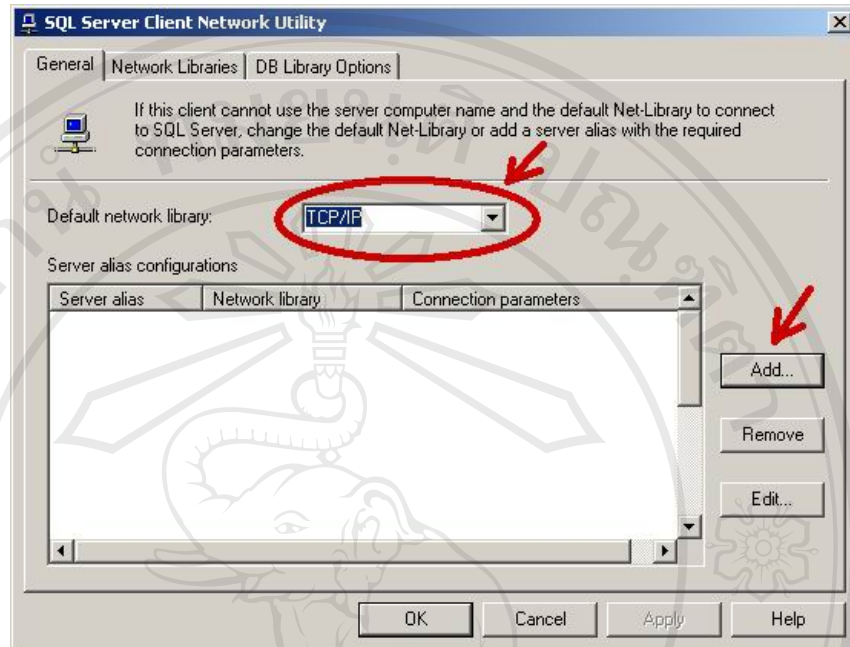 SQL Server Client Network Utility
General Network Libraries DB Library Options
If this client cannot use the server computer name and the default Net-Library to connect
to SQL Server, change the default Net-Library or add a server alias with the required
connection parameters.
Default network library: TCP/IP
Server alias configurations
Server alias Network library Connection parameters
Add...
Remove
Edit...
OK Cancel Apply Help